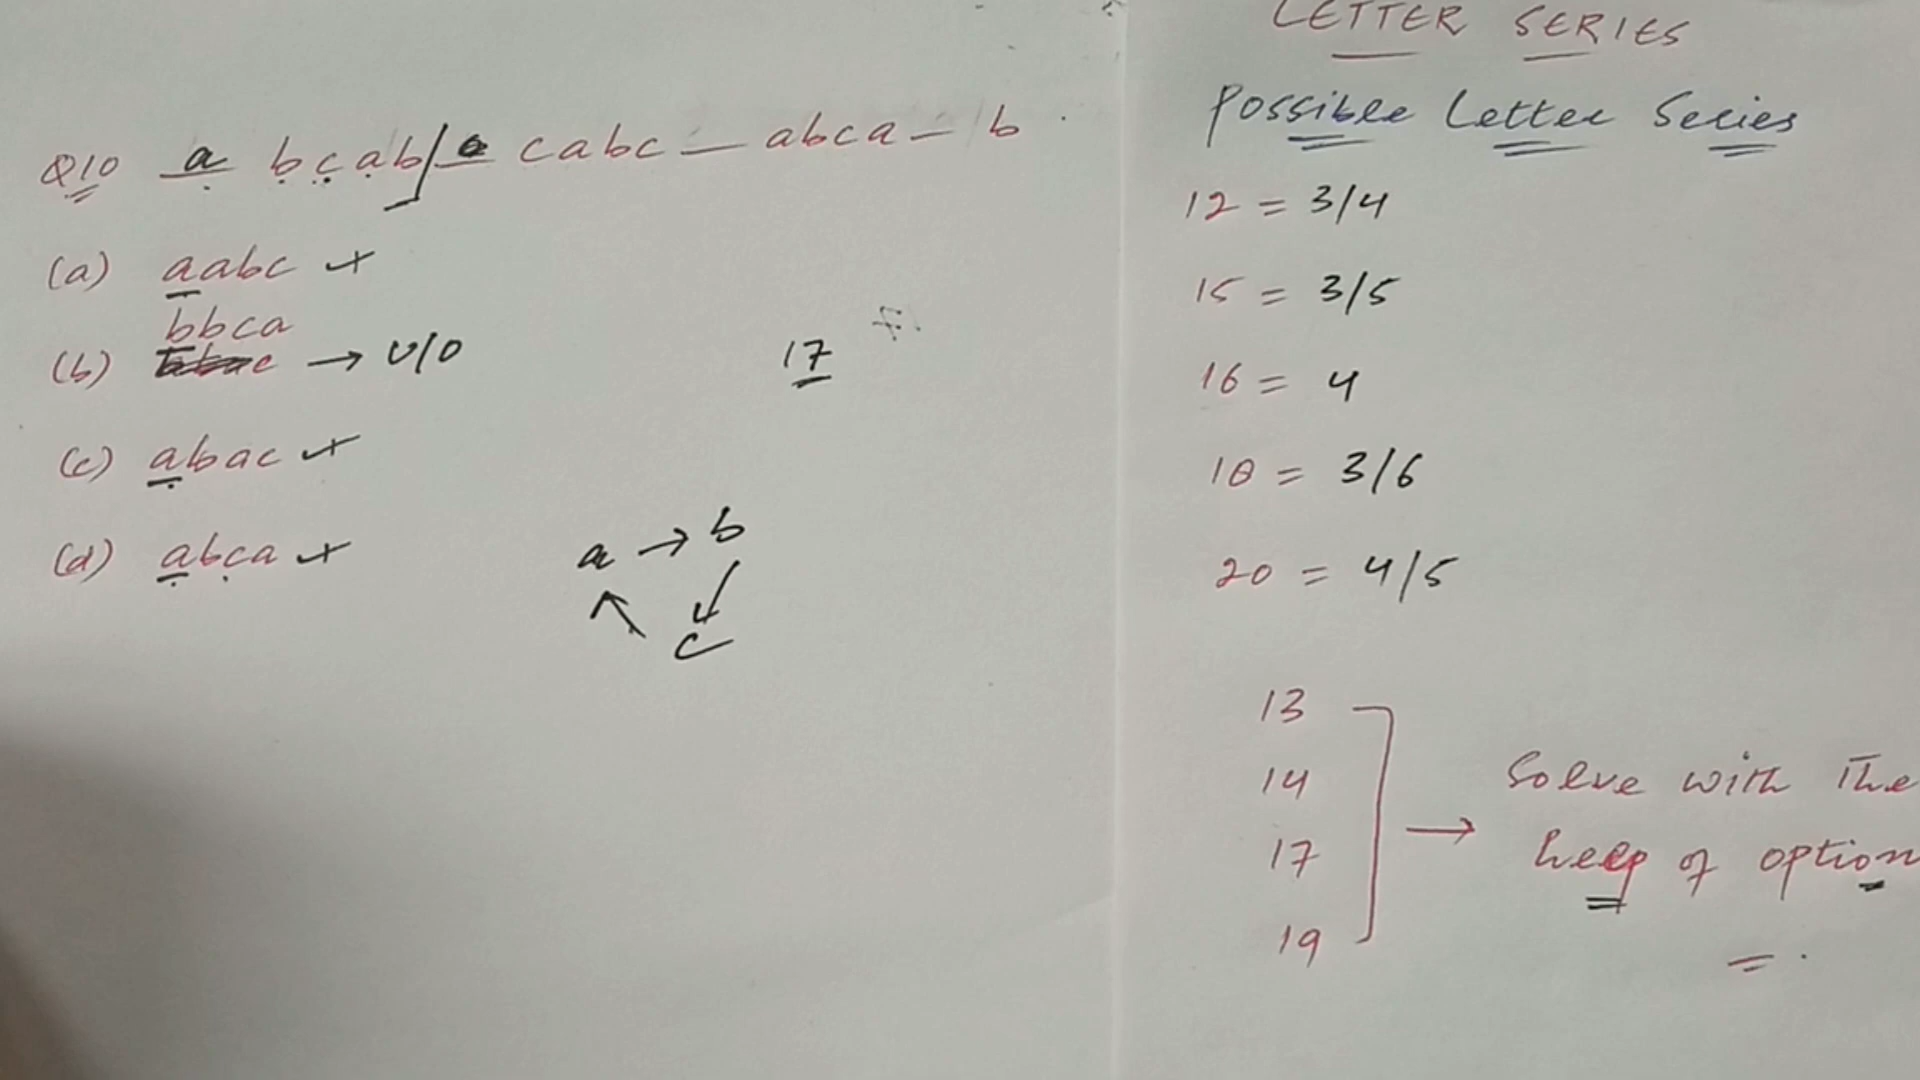 Q10 a bcab/_ cabc _ abca _ b
(a) aabc
bbca
(b) → U/O
17
(c) abac
(d) abca
a → b
c
LETTER SERIES
Possible Letter Series
12 = 3/4
15 = 3/5
16 = 4
18 = 3/6
20 = 4/5
13
14
17
19
→ Solve with The
help of option